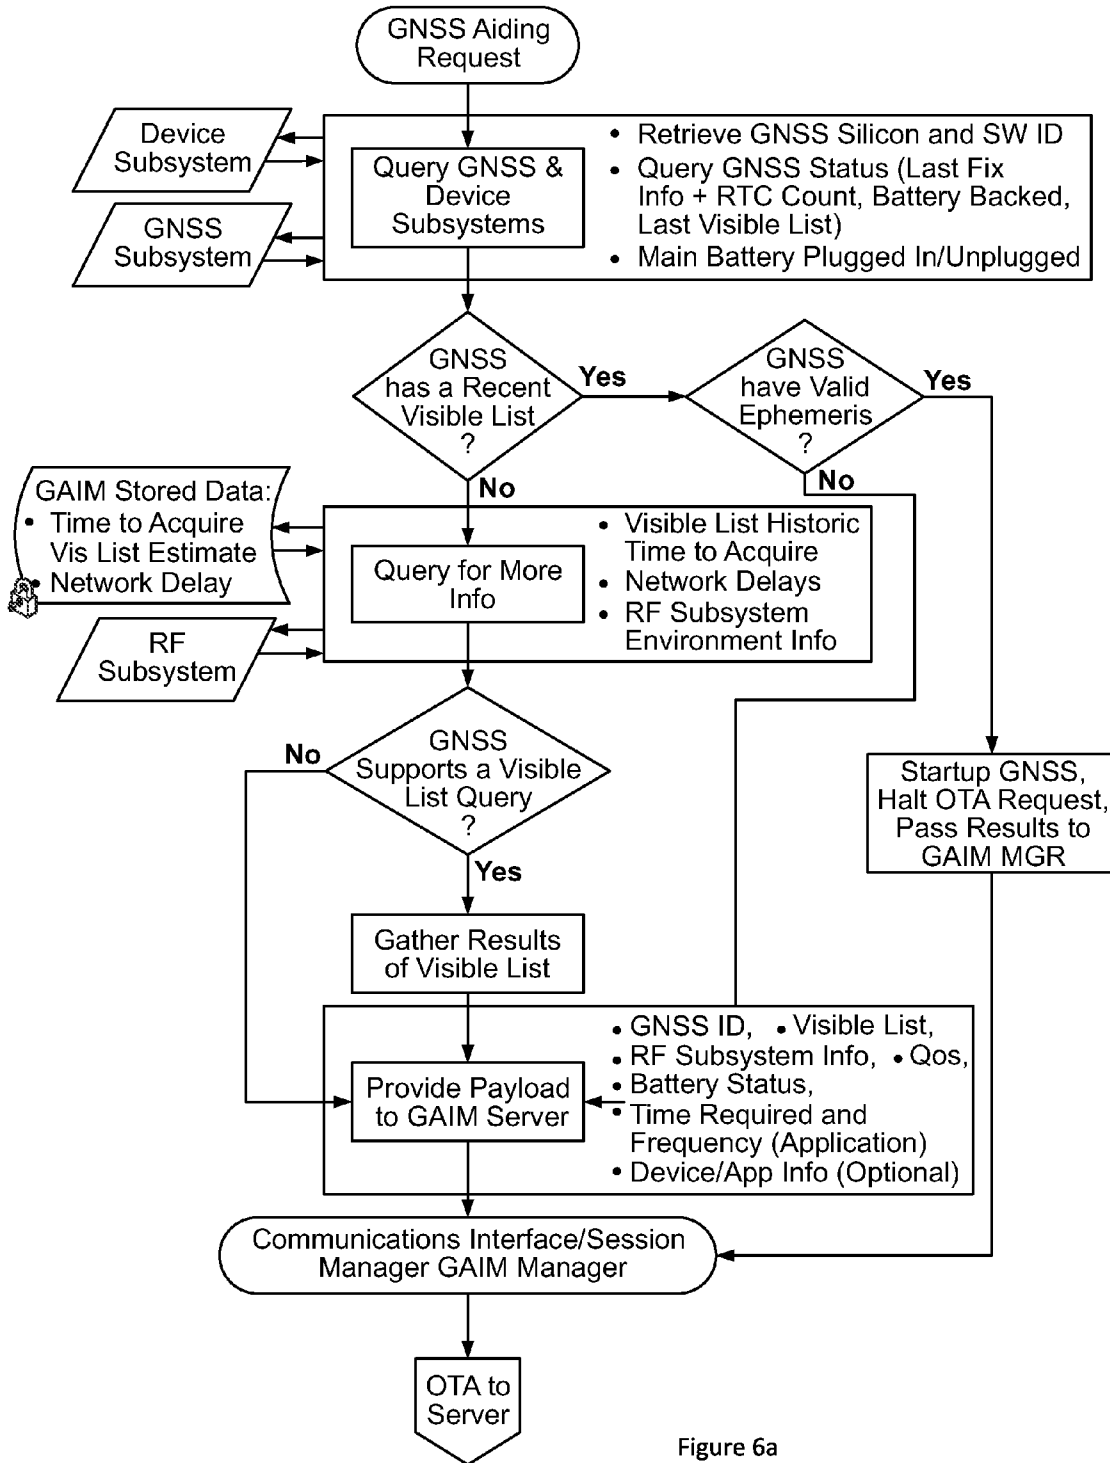 GNSS Aiding
Request
Device
Subsystem
GNSS
Subsystem
Query GNSS &
Device
Subsystems
• Retrieve GNSS Silicon and SW ID
• Query GNSS Status (Last Fix
Info + RTC Count, Battery Backed,
Last Visible List)
• Main Battery Plugged In/Unplugged
GNSS
has a Recent
Visible List
?
Yes
No
GNSS
have Valid
Ephemeris
?
Yes
No
GAIM Stored Data:
• Time to Acquire
Vis List Estimate
• Network Delay
RF
Subsystem
Query for More
Info
• Visible List Historic
Time to Acquire
• Network Delays
• RF Subsystem
Environment Info
GNSS
Supports a Visible
List Query
?
No
Yes
Startup GNSS,
Halt OTA Request,
Pass Results to
GAIM MGR
Gather Results
of Visible List
Provide Payload
to GAIM Server
• GNSS ID, • Visible List,
• RF Subsystem Info, • Qos,
• Battery Status,
• Time Required and
Frequency (Application)
• Device/App Info (Optional)
Communications Interface/Session
Manager GAIM Manager
OTA to
Server
Figure 6a